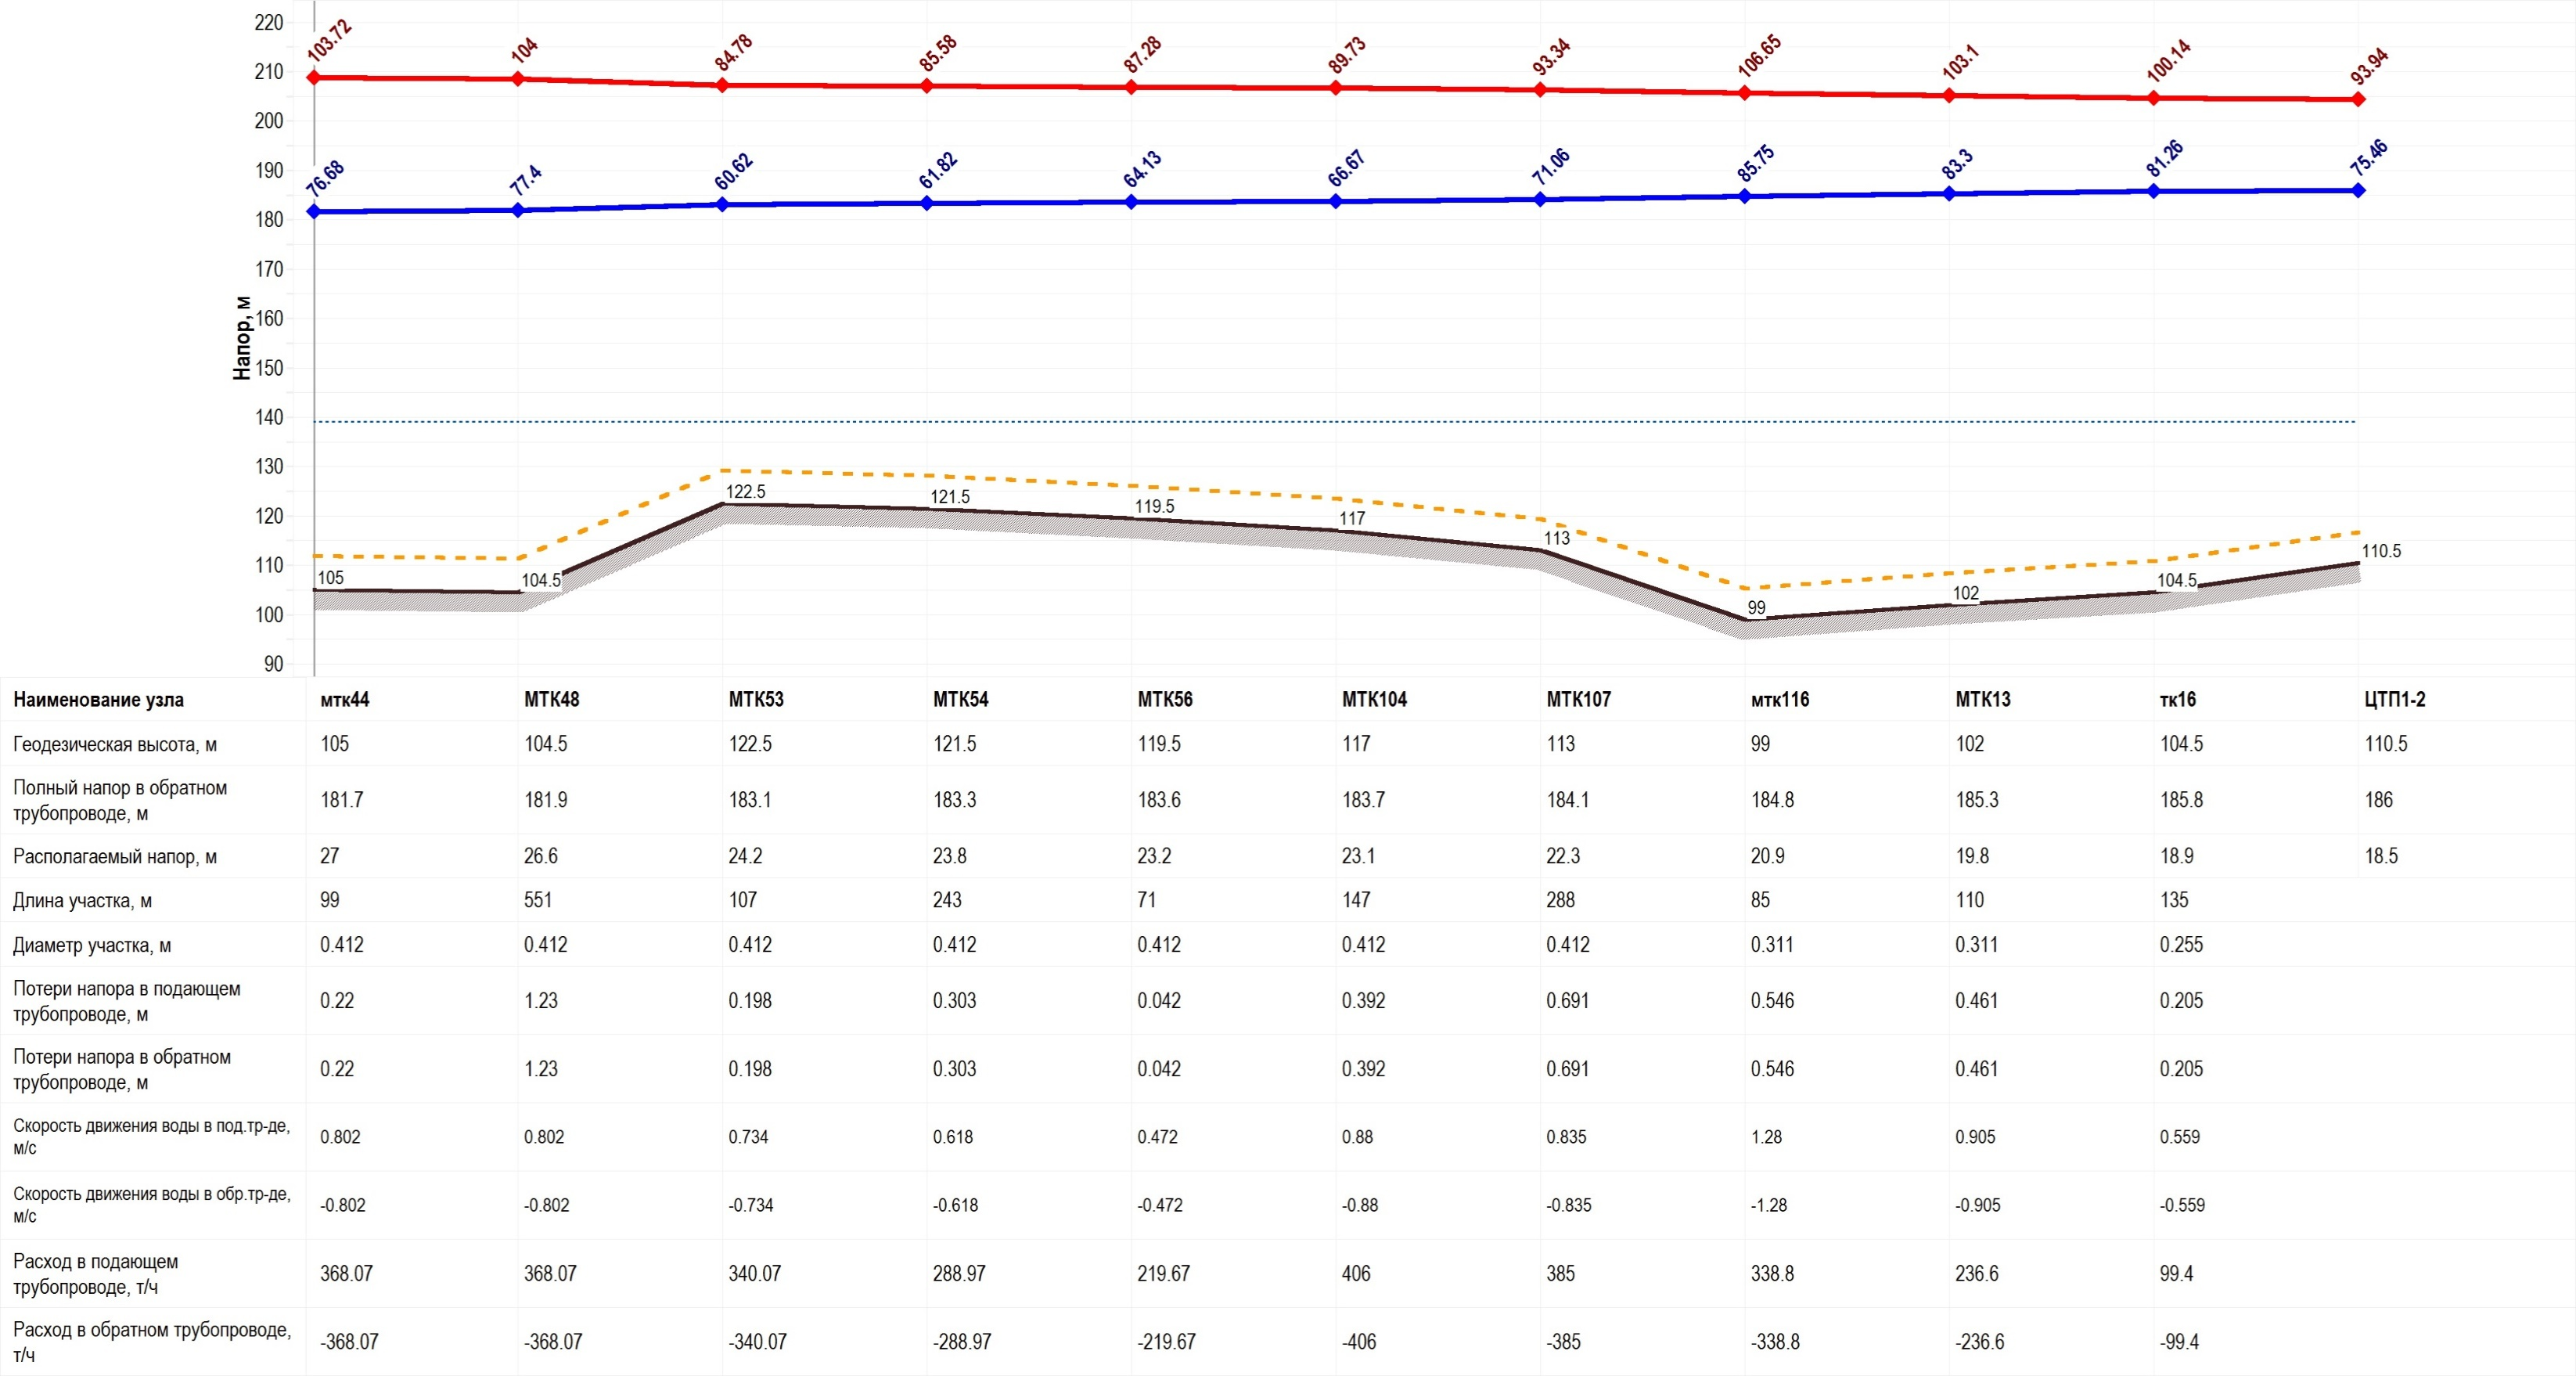 220
210
200
190
180
170
160
150
140
130
120
110
100
90
Напор, м
103.72
104
84.78
85.58
87.28
89.73
93.34
106.65
103.1
100.14
93.94
76.68
77.4
60.62
61.82
64.13
66.67
71.06
85.75
83.3
81.26
75.46
105
104.5
122.5
121.5
119.5
117
113
99
102
104.5
110.5
Наименование узла мтк44 МТК48 МТК53 МТК54 МТК56 МТК104 МТК107 мтк116 МТК13 тк16 ЦТП1-2
Геодезическая высота, м 105 104.5 122.5 121.5 119.5 117 113 99 102 104.5 110.5
Полный напор в обратном
трубопроводе, м 181.7 181.9 183.1 183.3 183.6 183.7 184.1 184.8 185.3 185.8 186
Располагаемый напор, м 27 26.6 24.2 23.8 23.2 23.1 22.3 20.9 19.8 18.9 18.5
Длина участка, м 99 551 107 243 71 147 288 85 110 135
Диаметр участка, м 0.412 0.412 0.412 0.412 0.412 0.412 0.412 0.311 0.311 0.255
Потери напора в подающем
трубопроводе, м 0.22 1.23 0.198 0.303 0.042 0.392 0.691 0.546 0.461 0.205
Потери напора в обратном
трубопроводе, м 0.22 1.23 0.198 0.303 0.042 0.392 0.691 0.546 0.461 0.205
Скорость движения воды в под.тр-де,
м/с 0.802 0.802 0.734 0.618 0.472 0.88 0.835 1.28 0.905 0.559
Скорость движения воды в обр.тр-де,
м/с -0.802 -0.802 -0.734 -0.618 -0.472 -0.88 -0.835 -1.28 -0.905 -0.559
Расход в подающем
трубопроводе, т/ч 368.07 368.07 340.07 288.97 219.67 406 385 338.8 236.6 99.4
Расход в обратном трубопроводе,
т/ч -368.07 -368.07 -340.07 -288.97 -219.67 -406 -385 -338.8 -236.6 -99.4